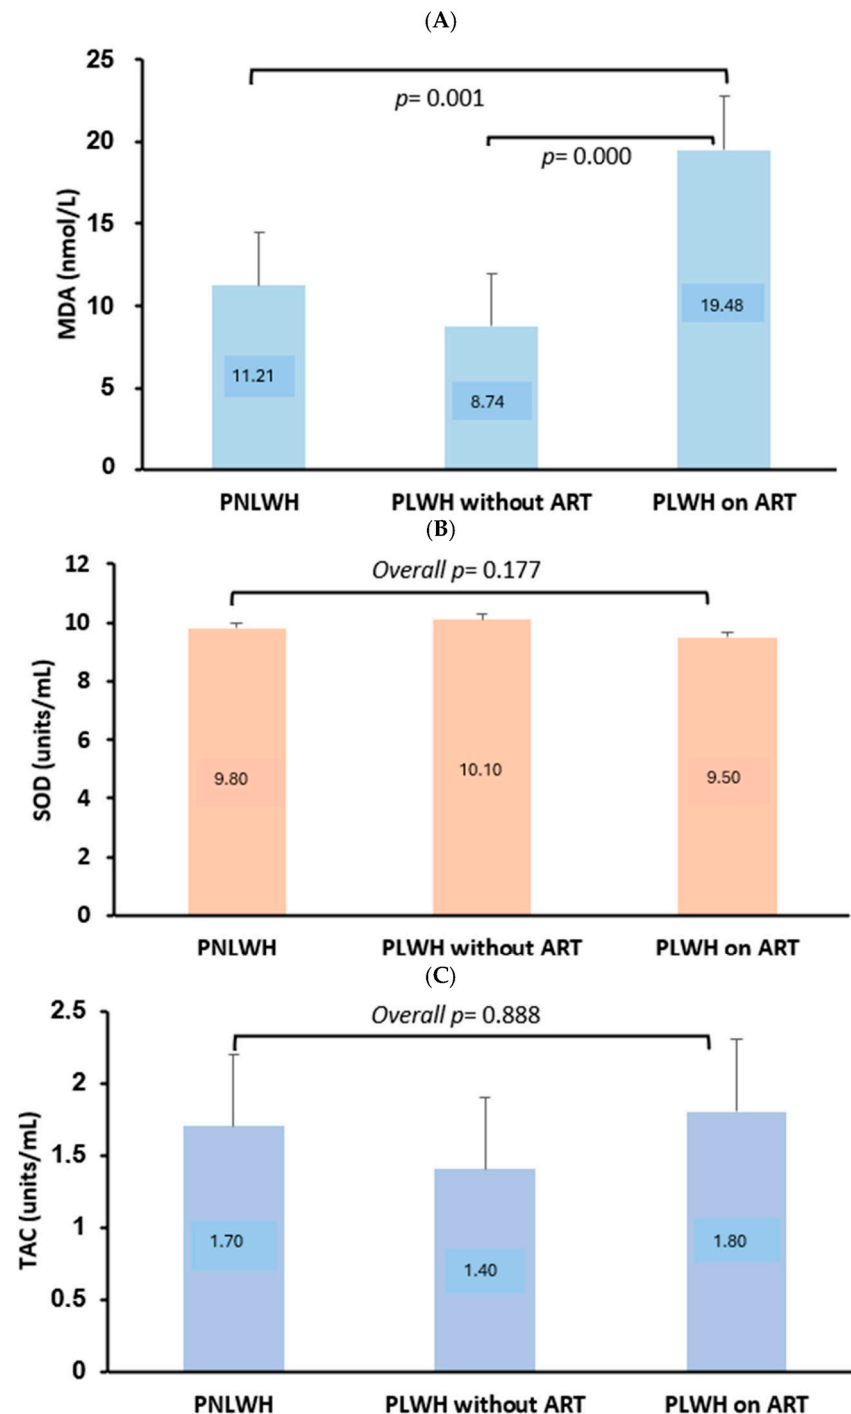 (A)
25
p= 0.001
20
p= 0.000
15
MDA (nmol/L)
19.48
10
11.21
8.74
5
0
PNLWH PLWH without ART PLWH on ART
(B)
12
Overall p= 0.177
10
8
SOD (units/mL)
6
9.80 10.10 9.50
4
2
0
PNLWH PLWH without ART PLWH on ART
(C)
2.5
Overall p= 0.888
2
1.5
TAC (units/mL)
1.70 1.40 1.80
1
0.5
0
PNLWH PLWH without ART PLWH on ART